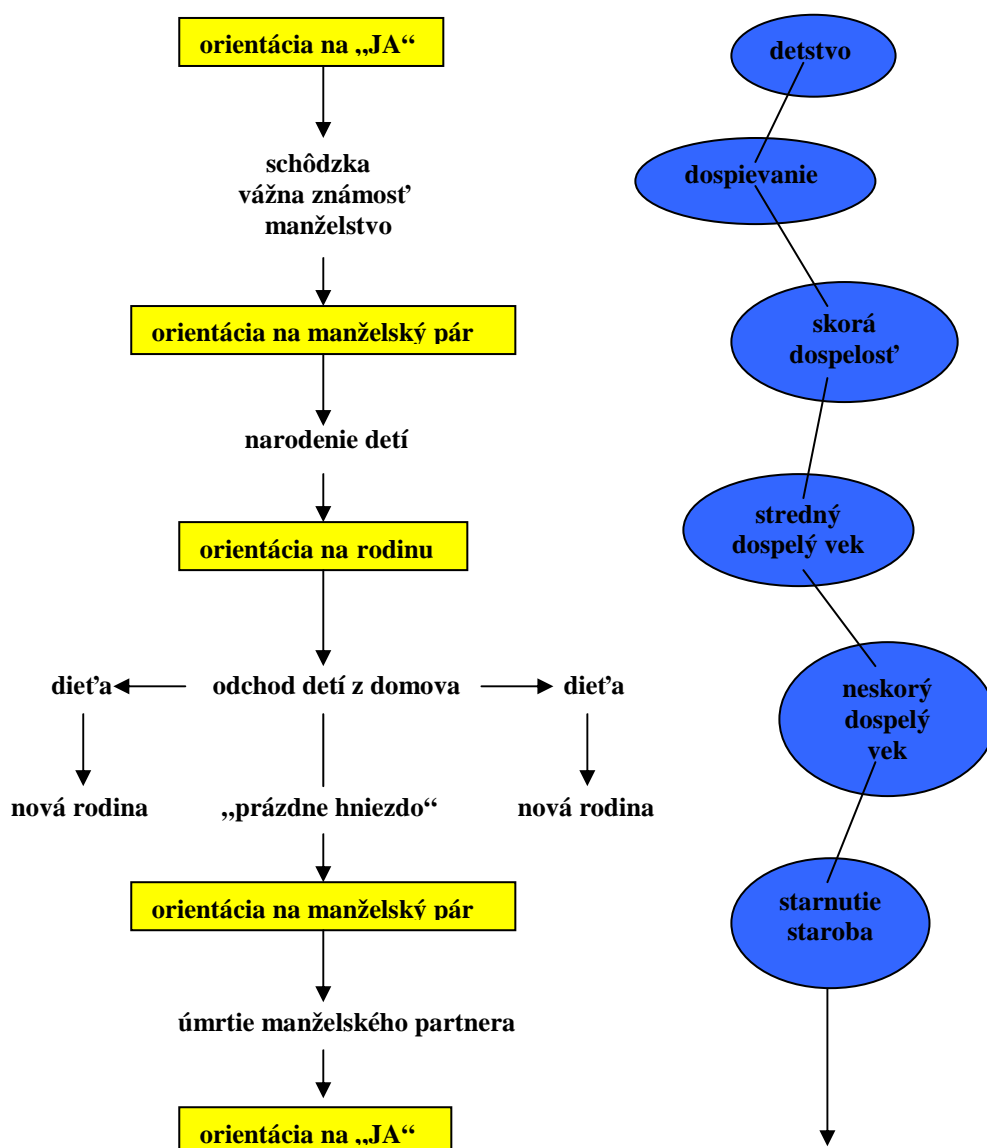 orientácia na „JA“
schôdzka
vážna známosť
manželstvo
orientácia na manželský pár
narodenie detí
orientácia na rodinu
dieťa
odchod detí z domova
dieťa
nová rodina
„prázdne hniezdo“
nová rodina
orientácia na manželský pár
úmrtie manželského partnera
orientácia na „JA“
detstvo
dospievanie
skorá
dospelosť
stredný
dospelý vek
neskorý
dospelý
vek
starnutie
staroba